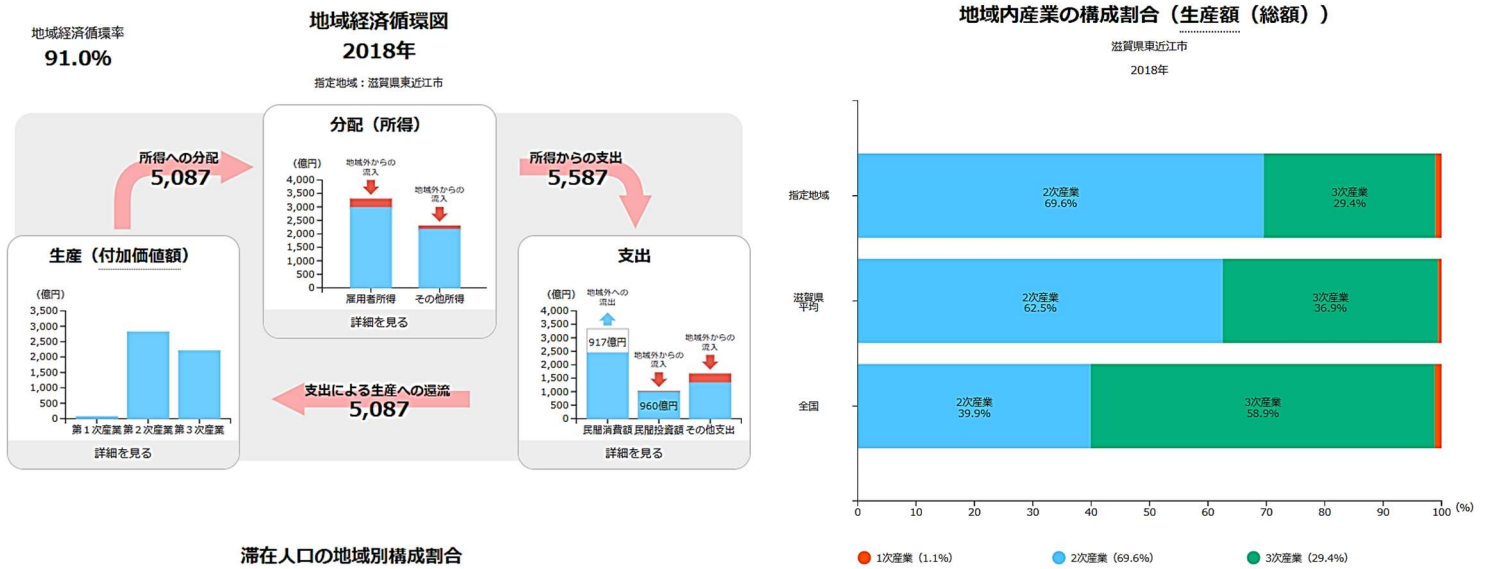 地域経済循環図
2018年
指定地域：滋賀県東近江市
地域経済循環率
91.0%
所得への分配
5,087
分配（所得）
（億円）
4,000
3,500
3,000
2,500
2,000
1,500
1,000
500
0
地域外からの
流入
地域外からの
流入
雇用者所得
その他所得
詳細を見る
所得からの支出
5,587
生産（付加価値額）
（億円）
3,500
3,000
2,500
2,000
1,500
1,000
500
0
第１次産業
第２次産業
第３次産業
詳細を見る
支出による生産への還流
5,087
支出
（億円）
4,000
3,500
3,000
2,500
2,000
1,500
1,000
500
0
地域外への
流出
917億円
地域外からの
流入
960億円
地域外からの
流入
民間消費額
民間投資額
その他支出
詳細を見る
滞在人口の地域別構成割合
地域内産業の構成割合（生産額（総額））
滋賀県東近江市
2018年
指定地域
2次産業
69.6%
3次産業
29.4%
滋賀県
平均
2次産業
62.5%
3次産業
36.9%
全国
2次産業
39.9%
3次産業
58.9%
0 10 20 30 40 50 60 70 80 90 100 (%)
1次産業（1.1%）
2次産業（69.6%）
3次産業（29.4%）